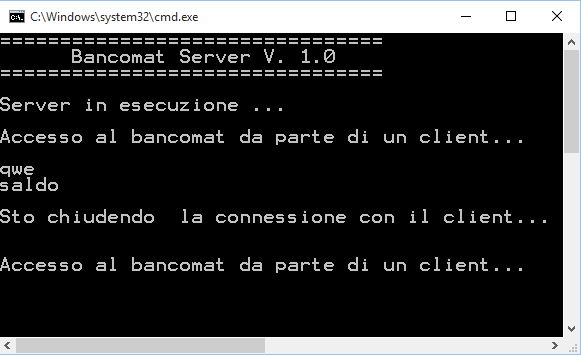 C:\Windows\system32\cmd.exe
================================
Bancomat Server V. 1.0
================================
Server in esecuzione ...
Accesso al bancomat da parte di un client...
qwe
saldo
Sto chiudendo  la connessione con il client...
Accesso al bancomat da parte di un client...